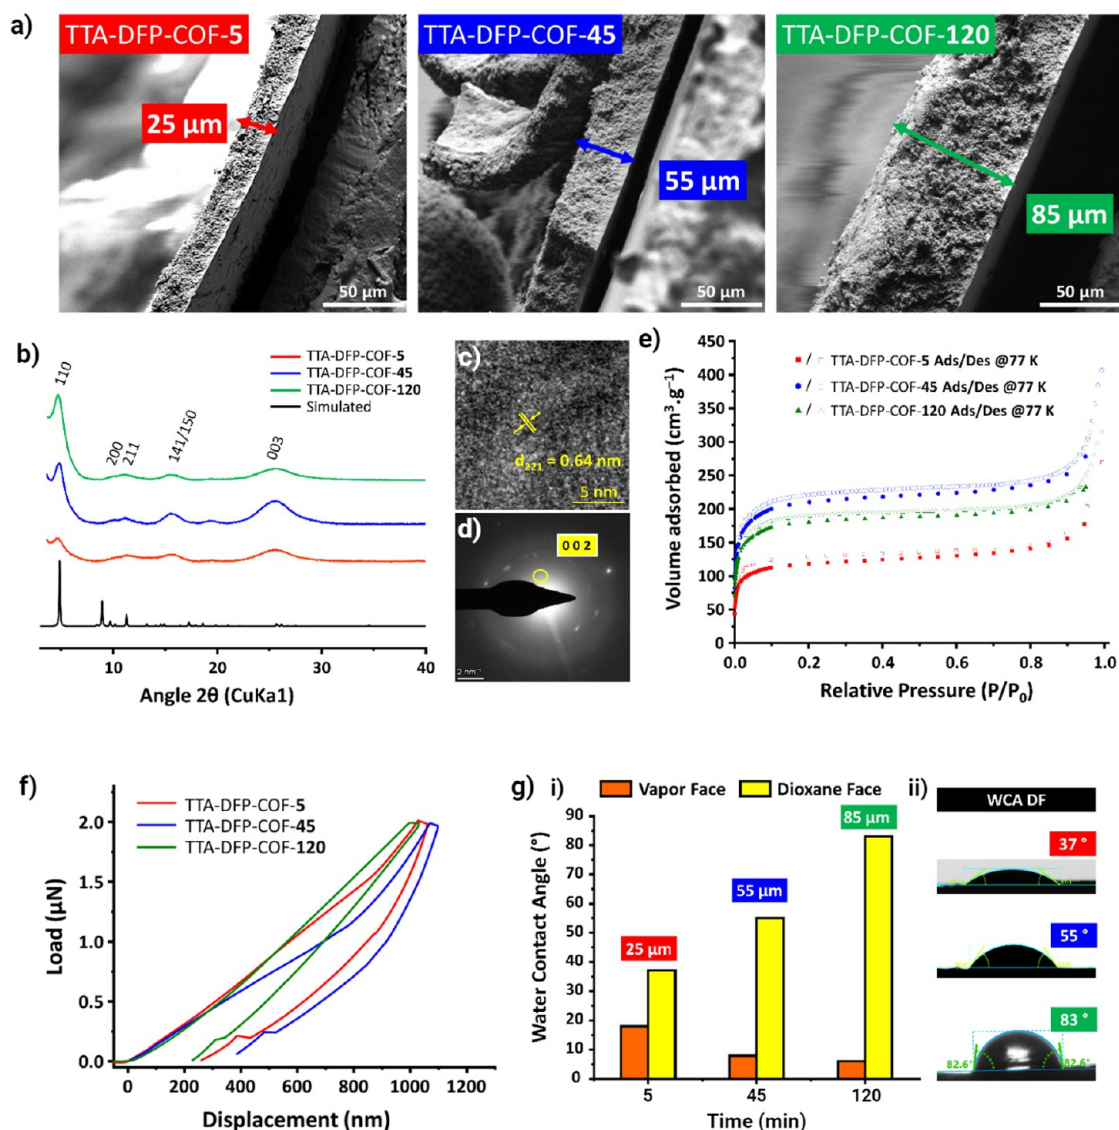 a)
TTA-DFP-COF-5
TTA-DFP-COF-45
TTA-DFP-COF-120
25 µm
55 µm
85 µm
50 µm
50 µm
50 µm
b)
TTA-DFP-COF-5
TTA-DFP-COF-45
TTA-DFP-COF-120
Simulated
110
200
211
141/150
003
10
20
30
40
Angle 2θ (CuKa1)
c)
d221 = 0.64 nm
5 nm
d)
0 0 2
2 nm⁻¹
e)
/ TTA-DFP-COF-5 Ads/Des @77 K
/ TTA-DFP-COF-45 Ads/Des @77 K
/ TTA-DFP-COF-120 Ads/Des @77 K
Volume adsorbed (cm³.g⁻¹)
450
400
350
300
250
200
150
100
50
0
0.0
0.2
0.4
0.6
0.8
1.0
Relative Pressure (P/P₀)
f)
TTA-DFP-COF-5
TTA-DFP-COF-45
TTA-DFP-COF-120
Load (µN)
2.0
1.5
1.0
0.5
0.0
0
200
400
600
800
1000
1200
Displacement (nm)
g)
i)
Vapor Face
Dioxane Face
Water Contact Angle (°)
90
80
70
60
50
40
30
20
10
0
25 µm
55 µm
85 µm
5
45
120
Time (min)
ii)
WCA DF
37 °
55 °
83 °
82.6°
82.6°